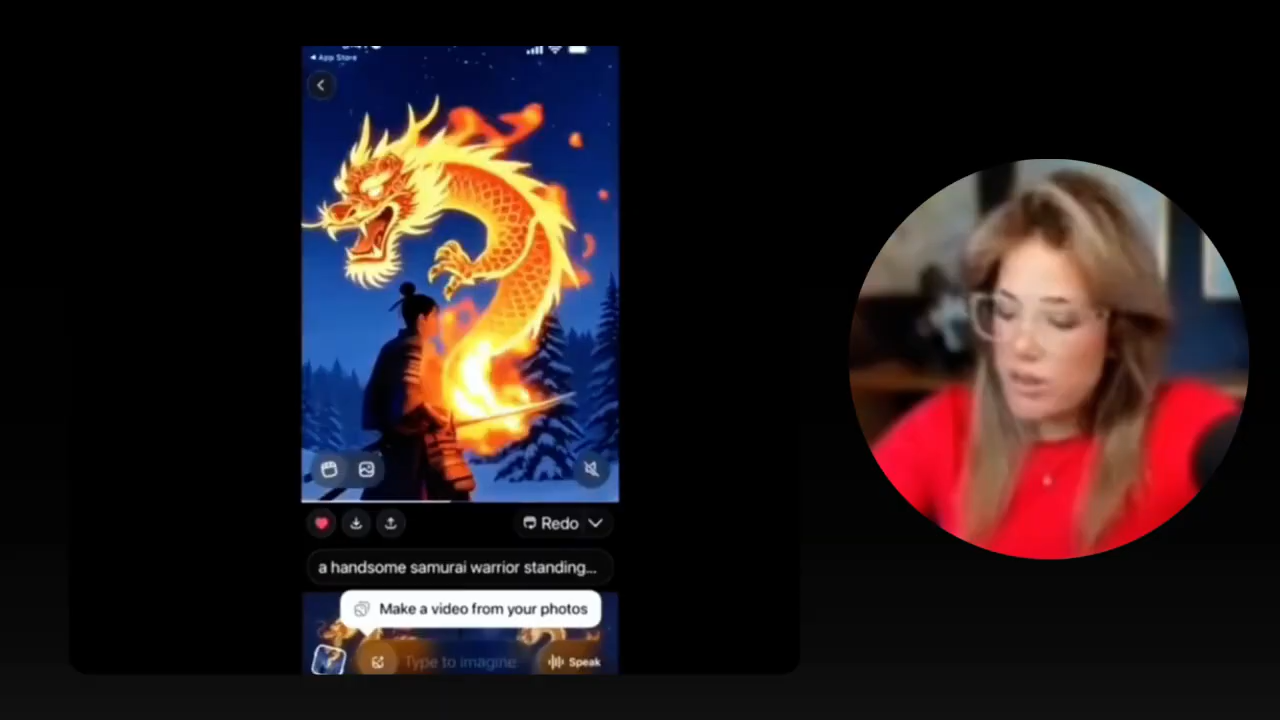 App Store
Redo
a handsome samurai warrior standing...
Make a video from your photos
Type to imagine
Speak